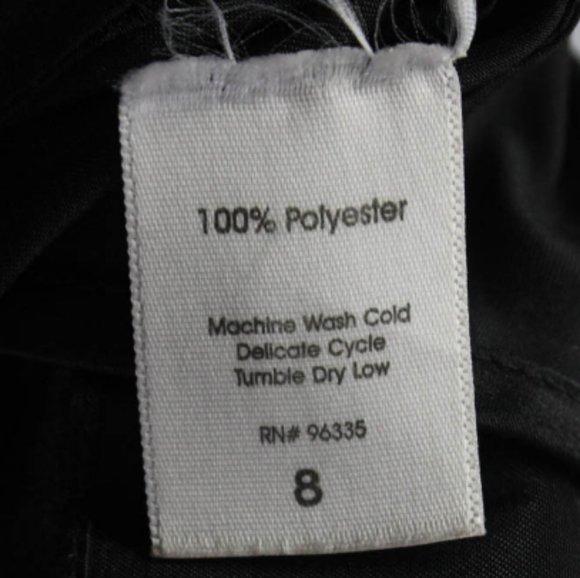 100% Polyester
Machine Wash Cold
Delicate Cycle
Tumble Dry Low
RN# 96335
8